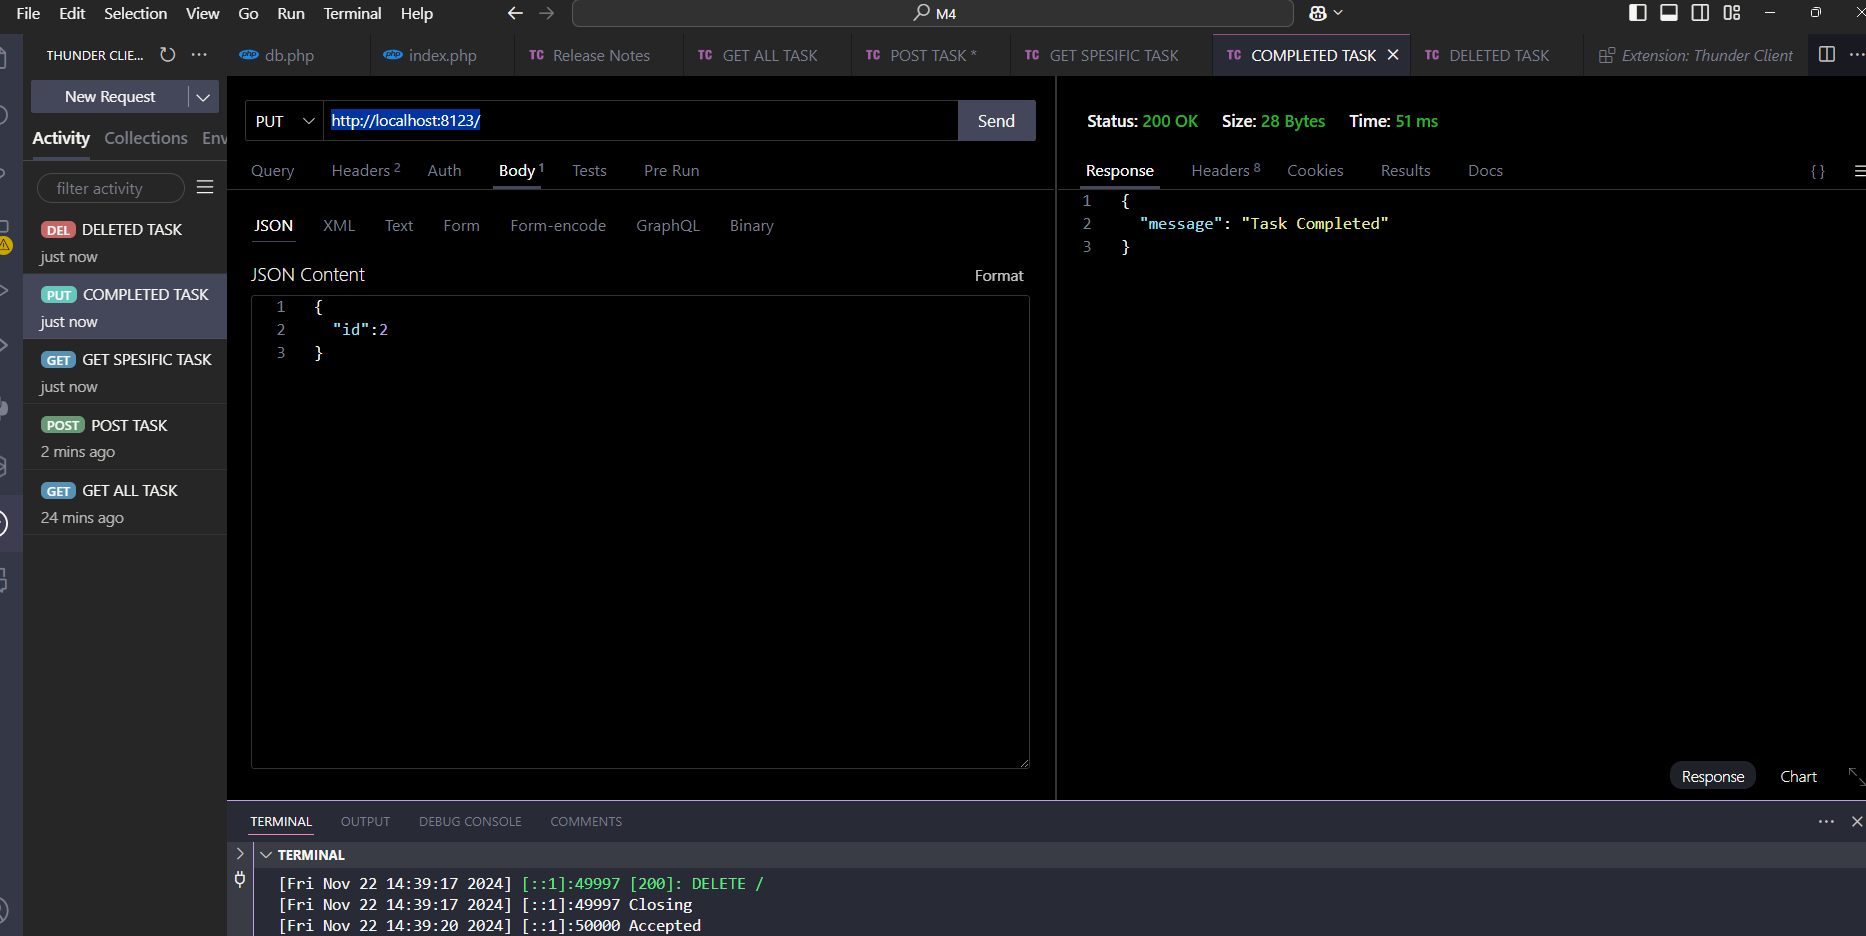 File Edit Selection View Go Run Terminal Help M4
THUNDER CLIE... db.php index.php TC Release Notes TC GET ALL TASK TC POST TASK * TC GET SPESIFIC TASK TC COMPLETED TASK TC DELETED TASK Extension: Thunder Client
New Request
Activity Collections Env
filter activity
DEL DELETED TASK
just now
PUT COMPLETED TASK
just now
GET GET SPESIFIC TASK
just now
POST POST TASK
2 mins ago
GET GET ALL TASK
24 mins ago
PUT http://localhost:8123/ Send
Query Headers 2 Auth Body 1 Tests Pre Run
JSON XML Text Form Form-encode GraphQL Binary
JSON Content Format
1 {
2 "id":2
3 }
Status: 200 OK Size: 28 Bytes Time: 51 ms
Response Headers 8 Cookies Results Docs { }
1 {
2 "message": "Task Completed"
3 }
Response Chart
TERMINAL OUTPUT DEBUG CONSOLE COMMENTS
TERMINAL
[Fri Nov 22 14:39:17 2024] [::1]:49997 [200]: DELETE /
[Fri Nov 22 14:39:17 2024] [::1]:49997 Closing
[Fri Nov 22 14:39:20 2024] [::1]:50000 Accepted